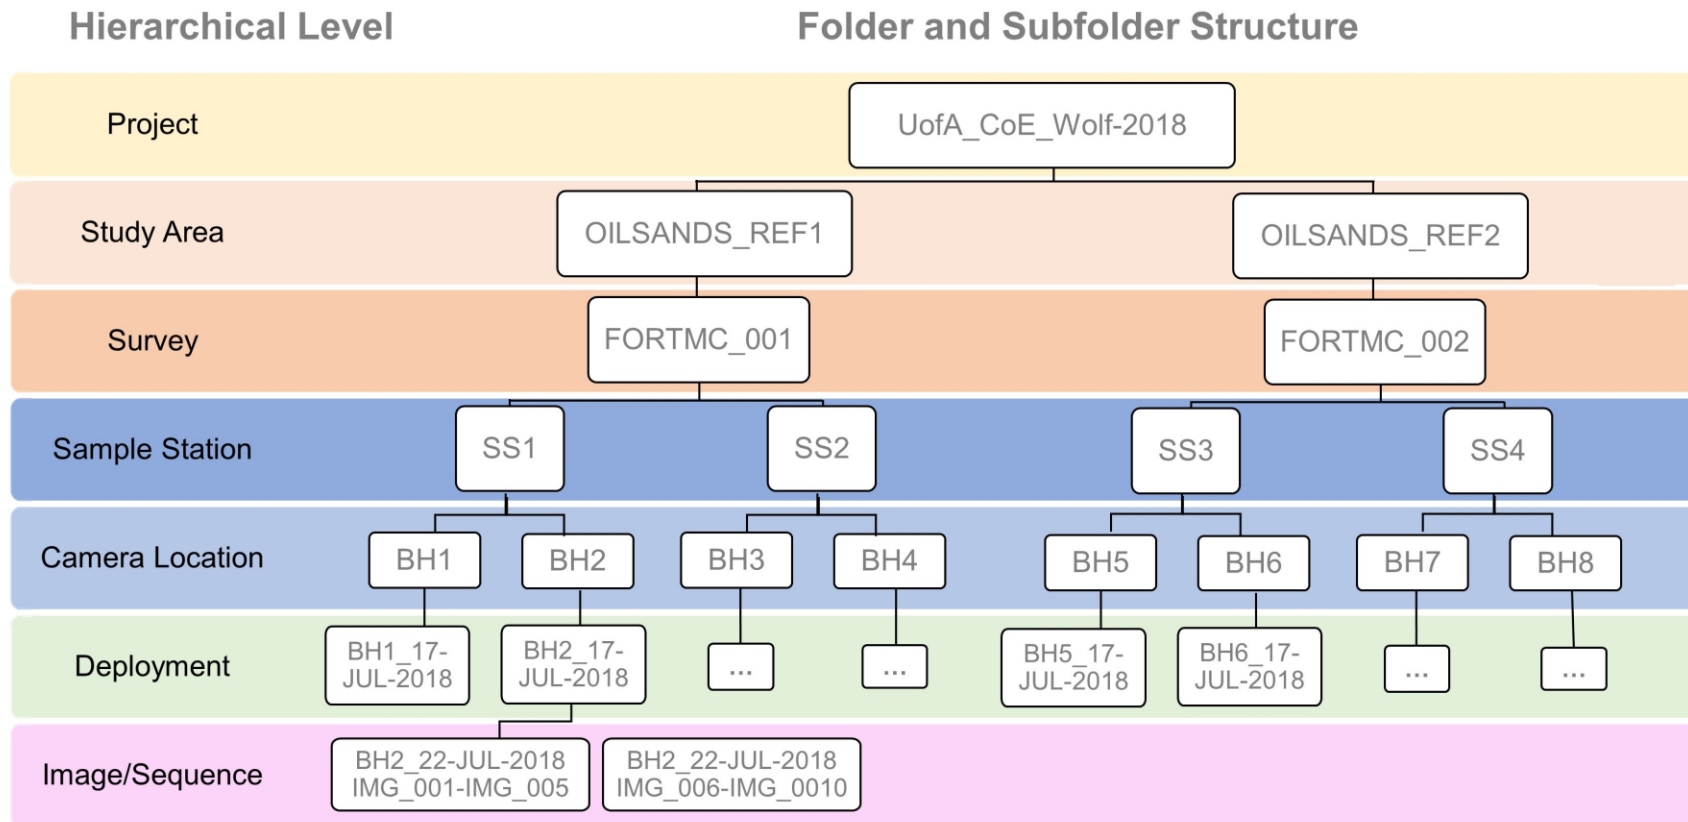 Hierarchical Level
Folder and Subfolder Structure
Project
UofA_CoE_Wolf-2018
Study Area
OILSANDS_REF1
OILSANDS_REF2
Survey
FORTMC_001
FORTMC_002
Sample Station
SS1
SS2
SS3
SS4
Camera Location
BH1
BH2
BH3
BH4
BH5
BH6
BH7
BH8
Deployment
BH1_17-
JUL-2018
BH2_17-
JUL-2018
...
...
BH5_17-
JUL-2018
BH6_17-
JUL-2018
...
...
Image/Sequence
BH2_22-JUL-2018
IMG_001-IMG_005
BH2_22-JUL-2018
IMG_006-IMG_0010